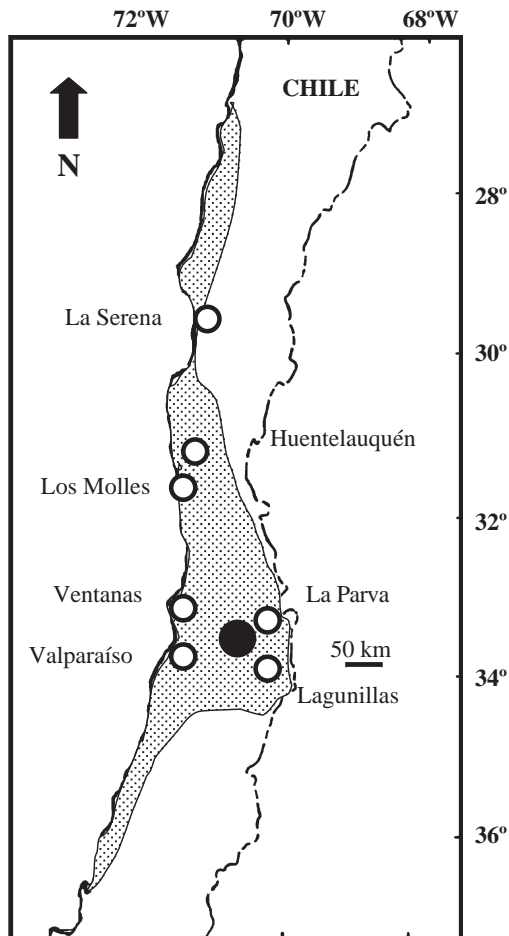 72ºW 70ºW 68ºW
CHILE
N
28º
La Serena
30º
Huentelauquén
Los Molles
32º
Ventanas
La Parva
Valparaíso
50 km
34º
Lagunillas
36º